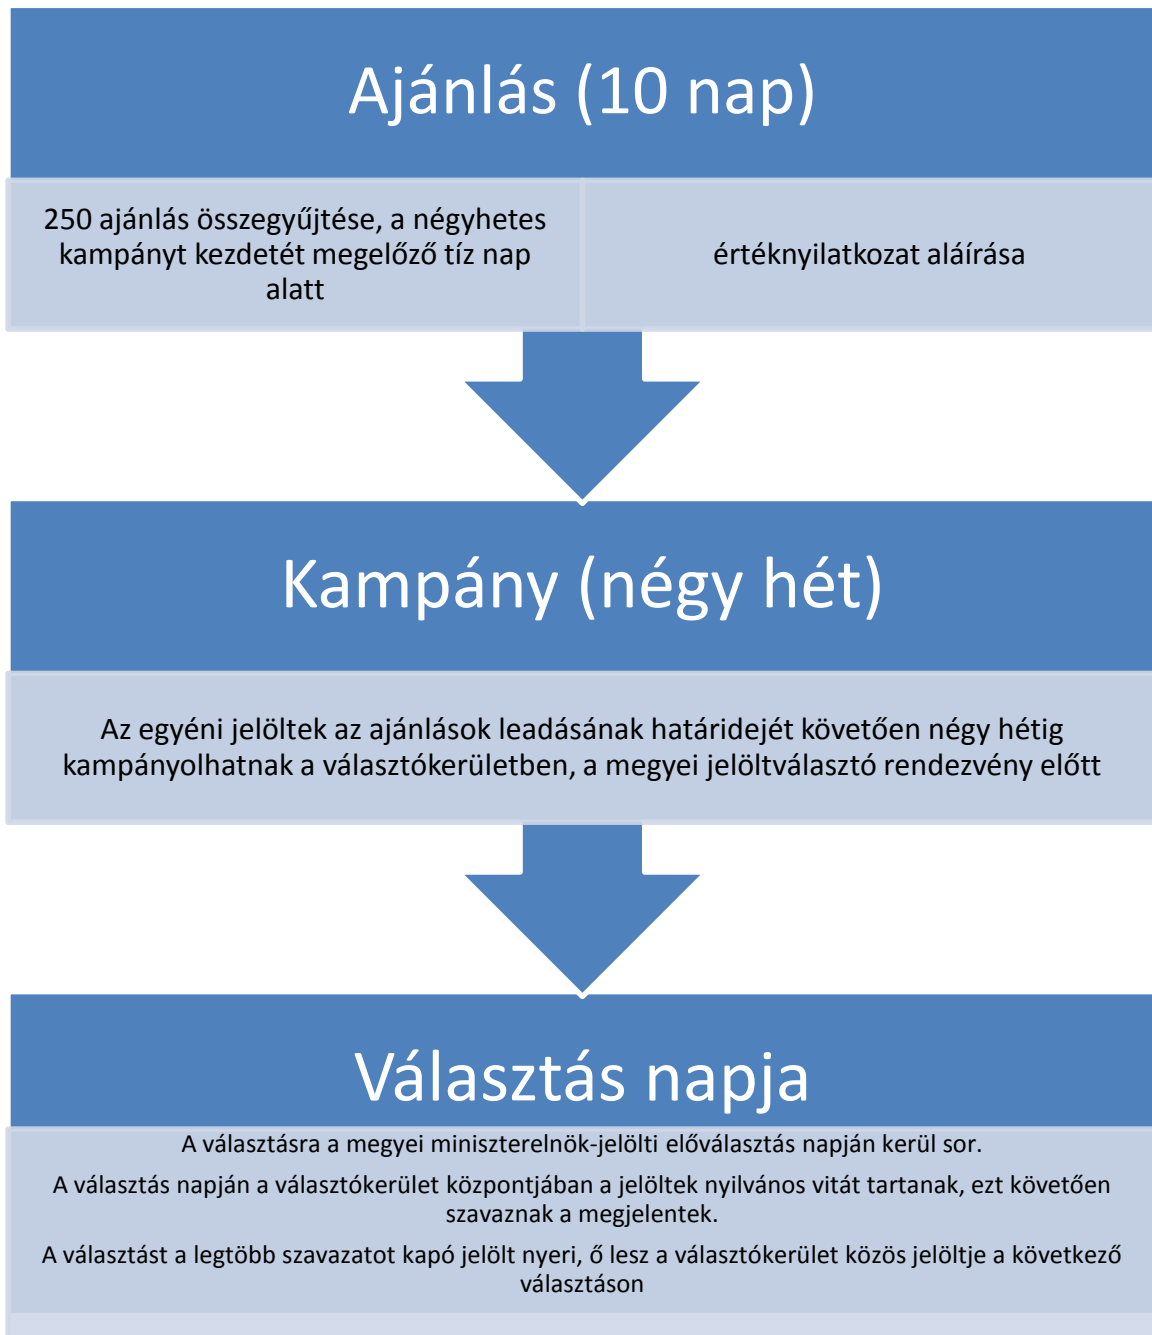 Ajánlás (10 nap)
250 ajánlás összegyűjtése, a négyhetes
kampányt kezdetét megelőző tíz nap
alatt
értéknyilatkozat aláírása
Kampány (négy hét)
Az egyéni jelöltek az ajánlások leadásának határidejét követően négy hétig
kampányolhatnak a választókerületben, a megyei jelöltválasztó rendezvény előtt
Választás napja
A választásra a megyei miniszterelnök-jelölti előválasztás napján kerül sor.
A választás napján a választókerület központjában a jelöltek nyilvános vitát tartanak, ezt követően
szavaznak a megjelentek.
A választást a legtöbb szavazatot kapó jelölt nyeri, ő lesz a választókerület közös jelöltje a következő
választáson